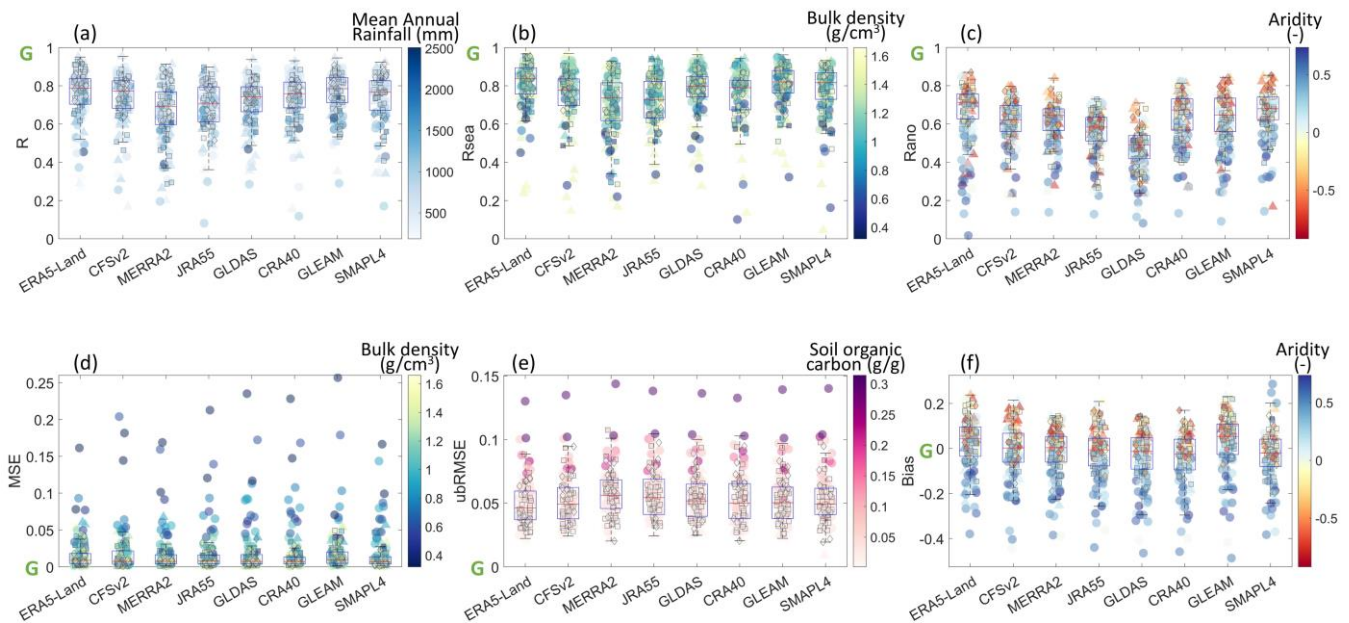 (a)
Mean Annual
Rainfall (mm)
G
R
1
0.8
0.6
0.4
0.2
0
2500
2000
1500
1000
500
ERA5-Land
CFSv2
MERRA2
JRA55
GLDAS
CRA40
GLEAM
SMAPL4
(b)
Bulk density
(g/cm³)
G
Rsea
1
0.8
0.6
0.4
0.2
0
1.6
1.4
1.2
1
0.8
0.6
0.4
ERA5-Land
CFSv2
MERRA2
JRA55
GLDAS
CRA40
GLEAM
SMAPL4
(c)
Aridity
(-)
G
Rano
1
0.8
0.6
0.4
0.2
0
0.5
0
-0.5
ERA5-Land
CFSv2
MERRA2
JRA55
GLDAS
CRA40
GLEAM
SMAPL4
(d)
Bulk density
(g/cm³)
MSE
0.25
0.2
0.15
0.1
0.05
0
G
1.6
1.4
1.2
1
0.8
0.6
0.4
ERA5-Land
CFSv2
MERRA2
JRA55
GLDAS
CRA40
GLEAM
SMAPL4
(e)
Soil organic
carbon (g/g)
ubRMSE
0.15
0.1
0.05
0
G
0.3
0.25
0.2
0.15
0.1
0.05
ERA5-Land
CFSv2
MERRA2
JRA55
GLDAS
CRA40
GLEAM
SMAPL4
(f)
Aridity
(-)
Bias
0.2
G
0
-0.2
-0.4
0.5
0
-0.5
ERA5-Land
CFSv2
MERRA2
JRA55
GLDAS
CRA40
GLEAM
SMAPL4